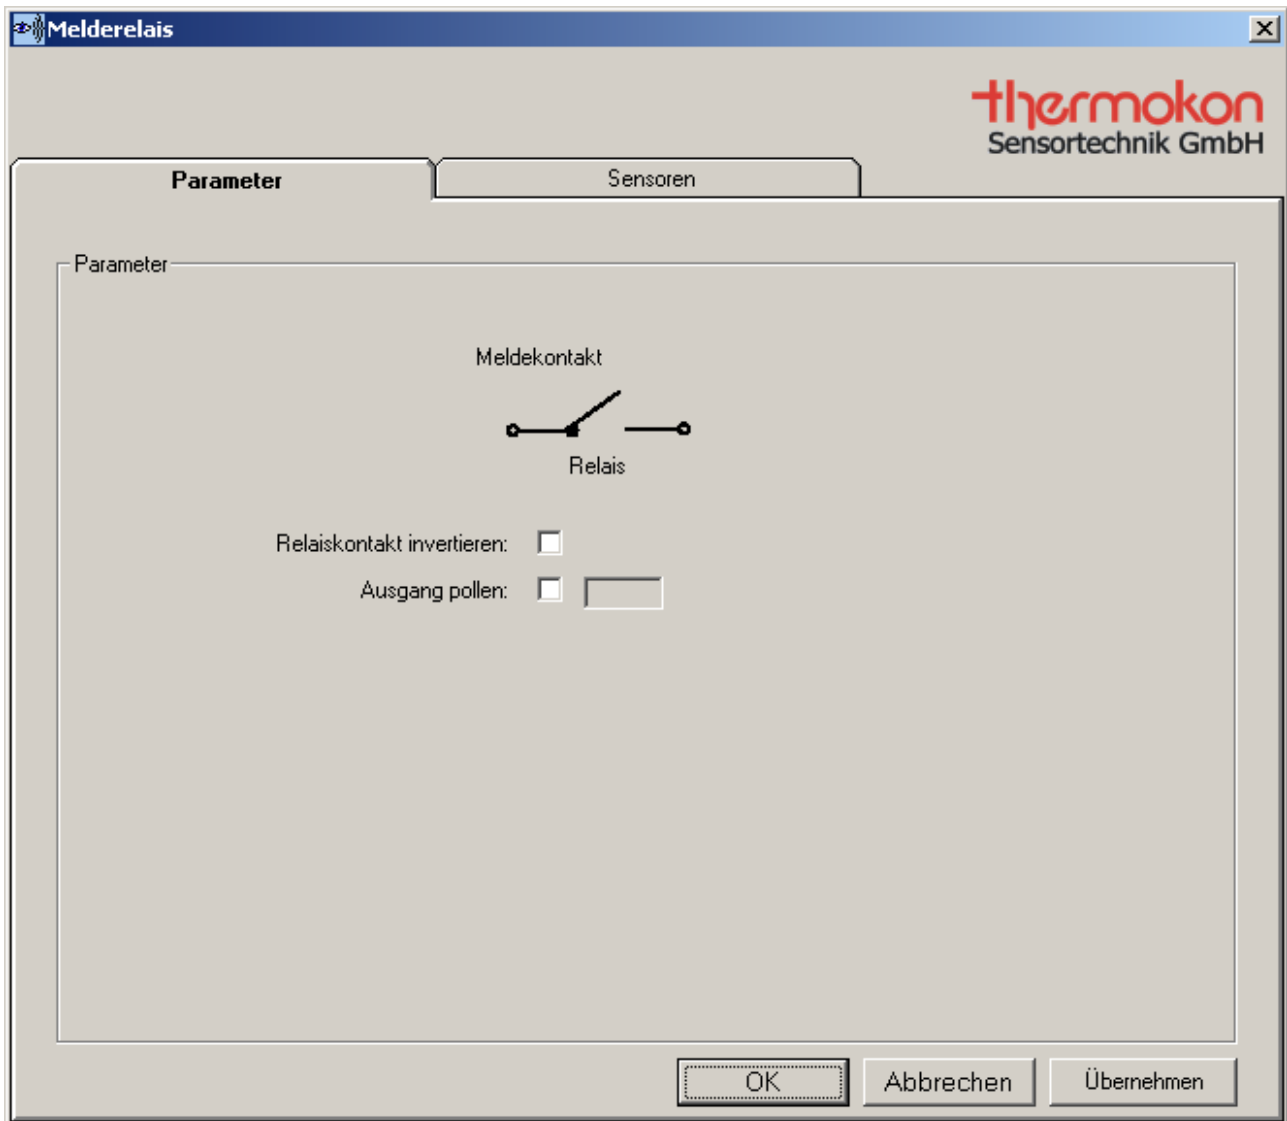 Melderelais
thermokon
Sensortechnik GmbH
Parameter
Sensoren
Parameter
Meldekontakt
Relais
Relaiskontakt invertieren:
Ausgang pollen:
OK
Abbrechen
Übernehmen